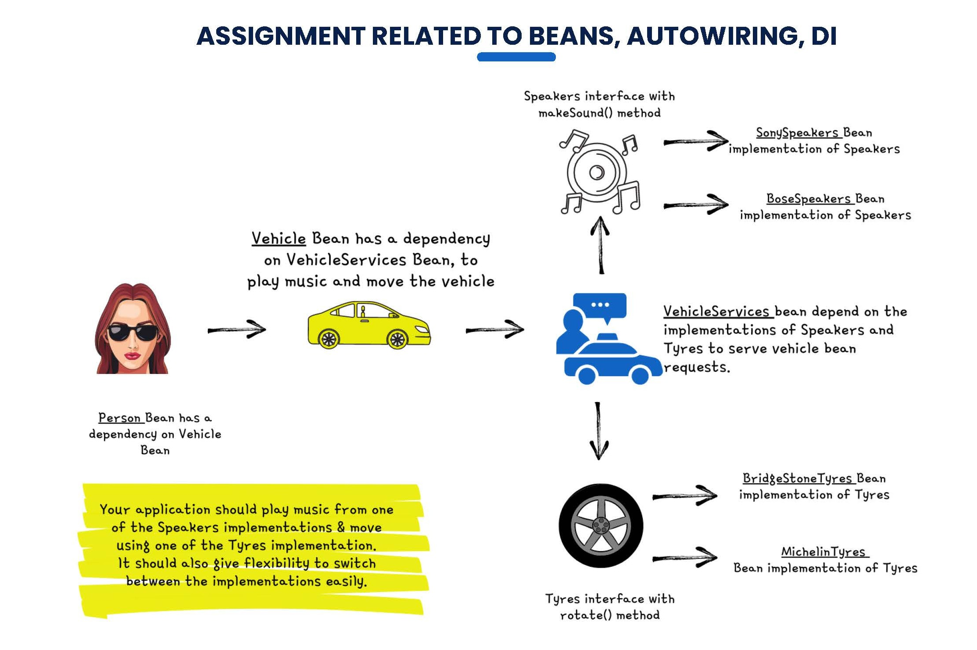 ASSIGNMENT RELATED TO BEANS, AUTOWIRING, DI
Speakers interface with
makeSound() method
SonySpeakers Bean
implementation of Speakers
BoseSpeakers Bean
implementation of Speakers
Vehicle Bean has a dependency
on VehicleServices Bean, to
play music and move the vehicle
VehicleServices bean depend on the
implementations of Speakers and
Tyres to serve vehicle bean
requests.
Person Bean has a
dependency on Vehicle
Bean
Your application should play music from one
of the Speakers implementations & move
using one of the Tyres implementation.
It should also give flexibility to switch
between the implementations easily.
BridgeStoneTyres Bean
implementation of Tyres
MichelinTyres
Bean implementation of Tyres
Tyres interface with
rotate() method